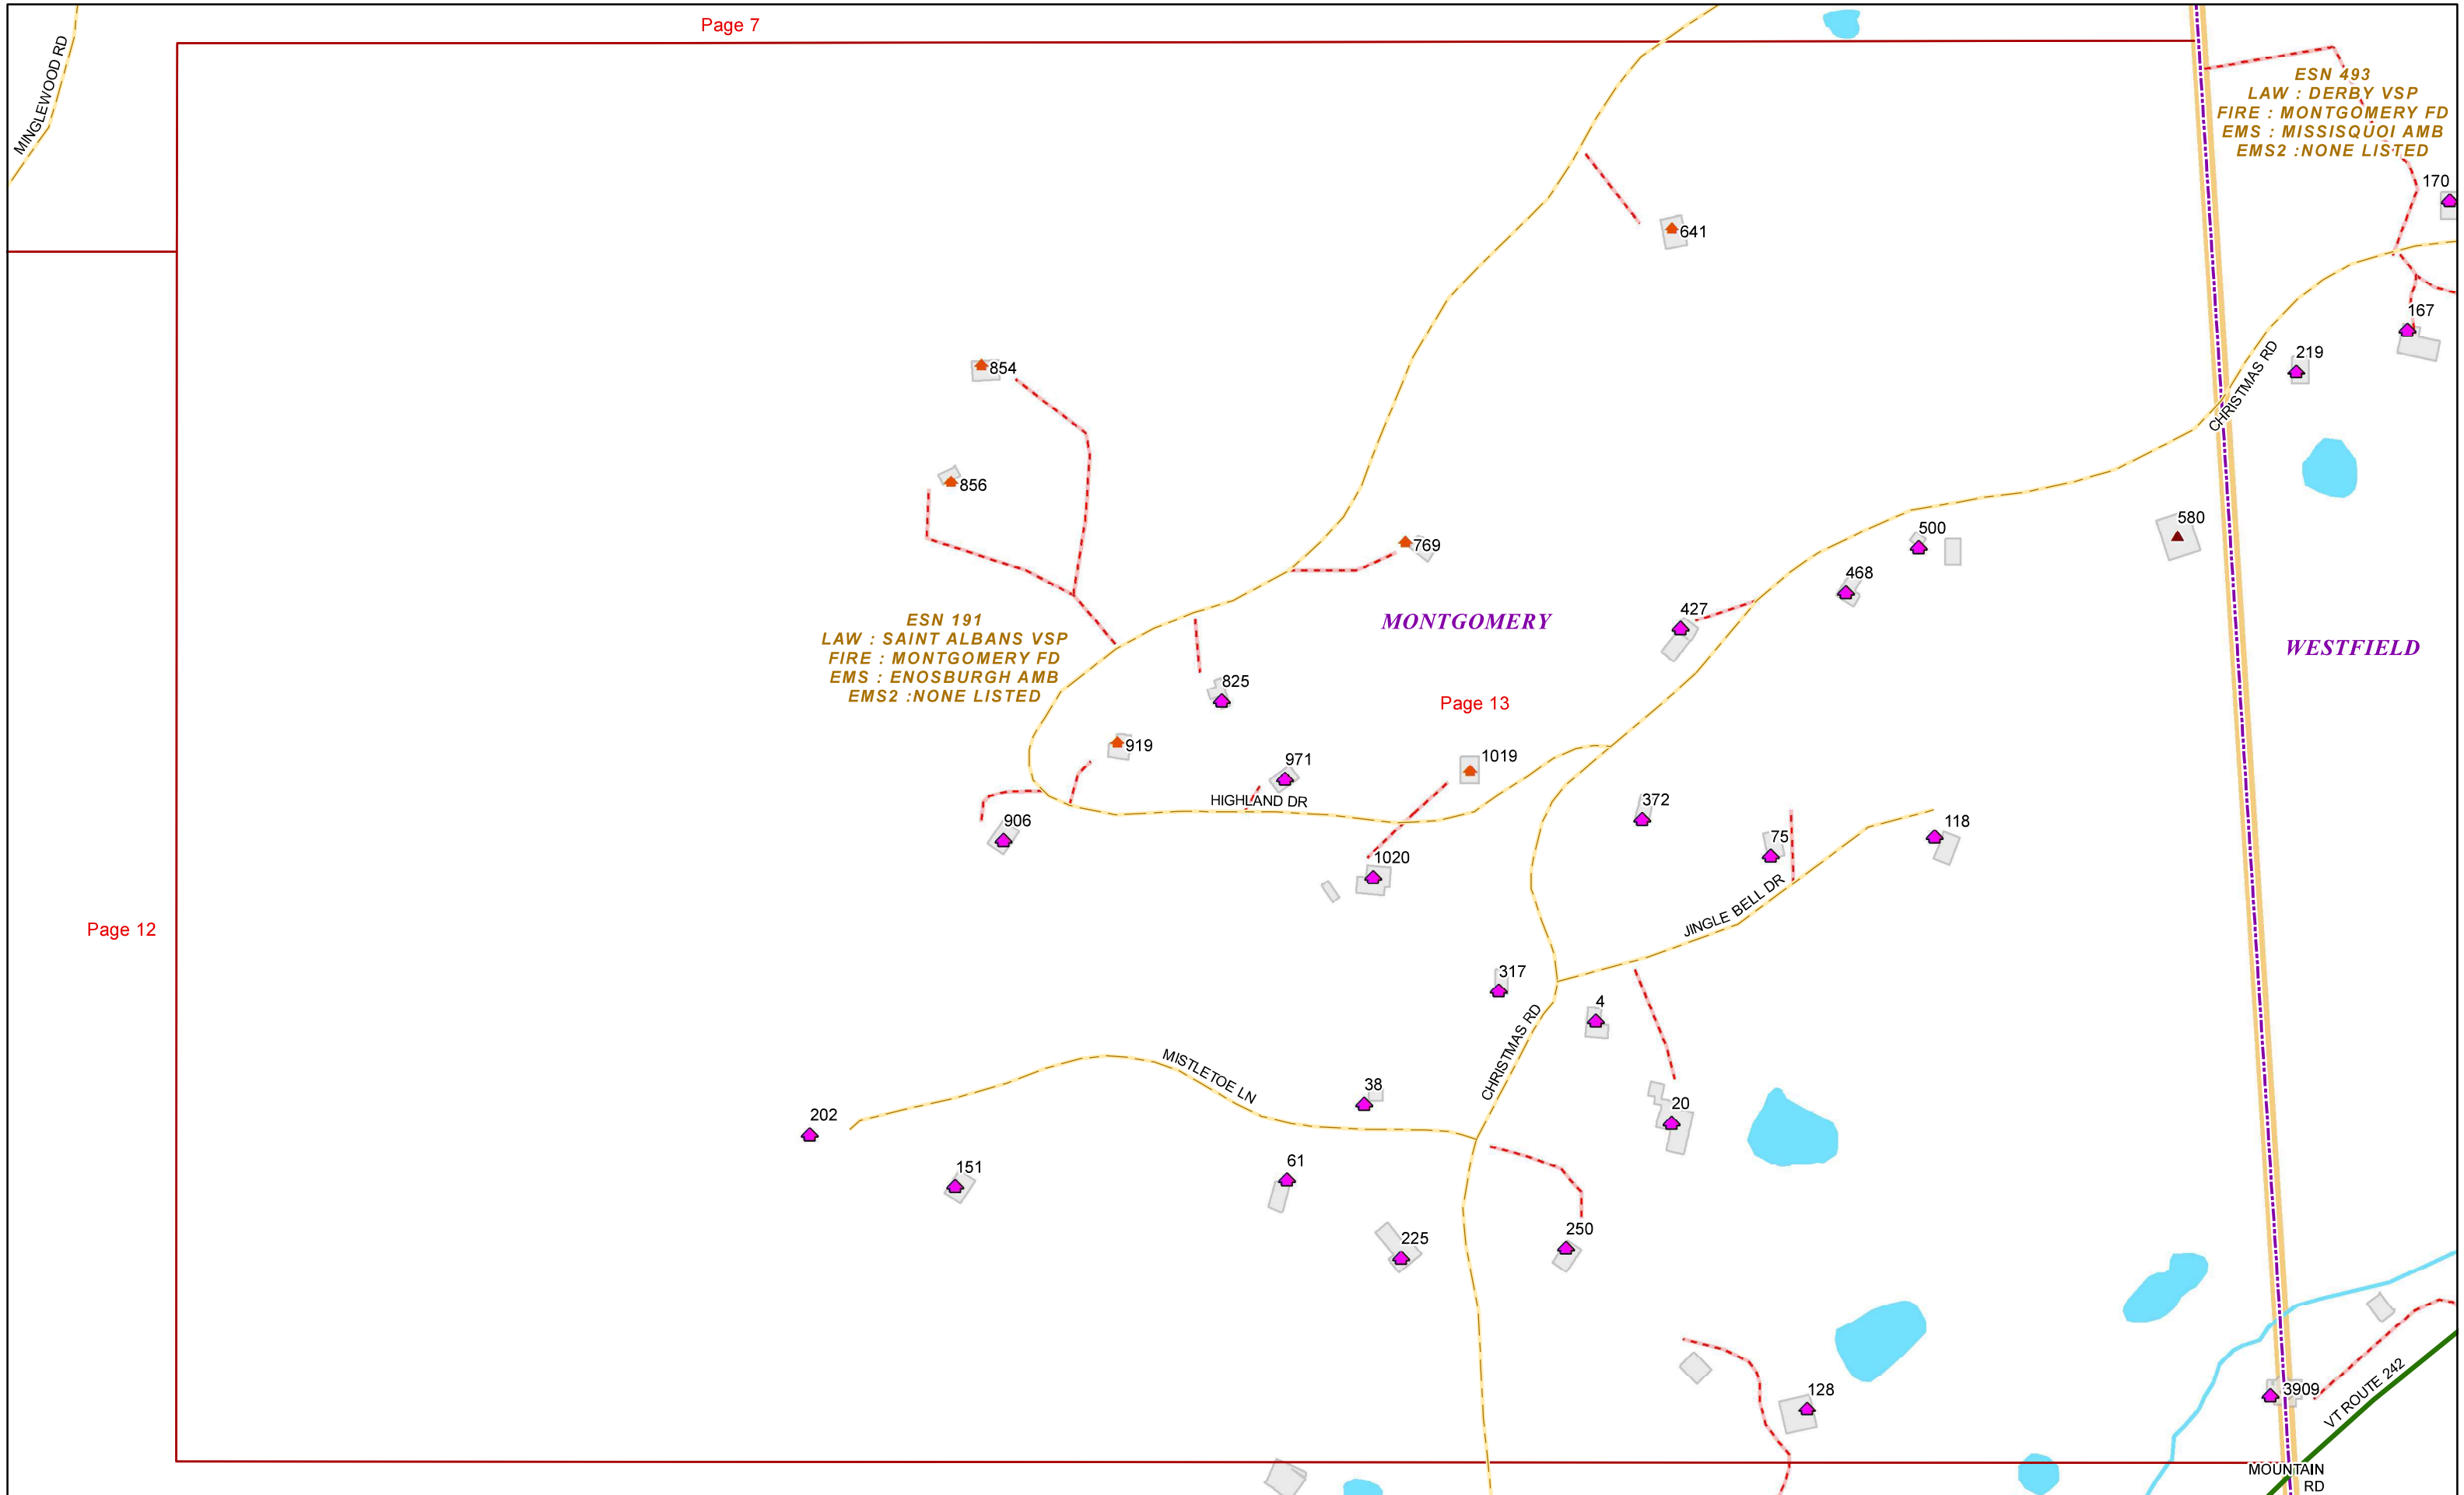 Page 7
MINGLEWOOD RD
ESN 493
LAW : DERBY VSP
FIRE : MONTGOMERY FD
EMS : MISSISQUOI AMB
EMS2 :NONE LISTED
170
641
167
219
CHRISTMAS RD
854
856
769
580
500
468
427
ESN 191
LAW : SAINT ALBANS VSP
FIRE : MONTGOMERY FD
EMS : ENOSBURGH AMB
EMS2 :NONE LISTED
MONTGOMERY
WESTFIELD
825
Page 13
919
971
1019
HIGHLAND DR
372
906
75
118
1020
JINGLE BELL DR
Page 12
317
4
CHRISTMAS RD
MISTLETOE LN
38
20
202
151
61
225
250
128
3909
VT ROUTE 242
MOUNTAIN
RD